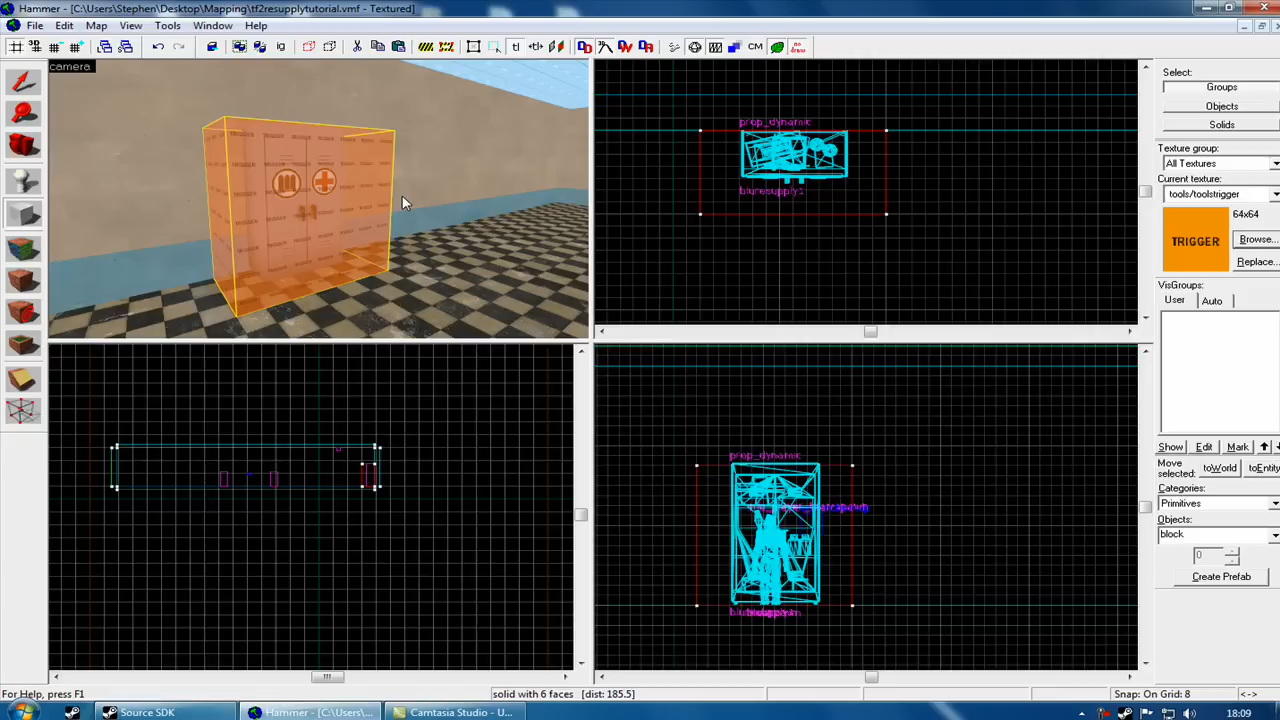 Hammer - [C:\Users\Stephen\Desktop\Mapping\tf2resupplytutorial.vmf - Textured]
File Edit Map View Tools Window Help
camera
TRIGGER
prop_dynamic
bluresupply1
prop_dynamic
Select:
Groups
Objects
Solids
Texture group:
All Textures
Current texture:
tools/toolstrigger
TRIGGER
64x64
Browse...
Replace...
VisGroups:
User Auto
Show Edit Mark
Move selected: toWorld toEntity
Categories:
Primitives
Objects:
block
0
Create Prefab
For Help, press F1
solid with 6 faces [dist: 185.5]
Snap: On Grid: 8 <->
Source SDK
Hammer - [C:\Users\...
Camtasia Studio - U...
18:09